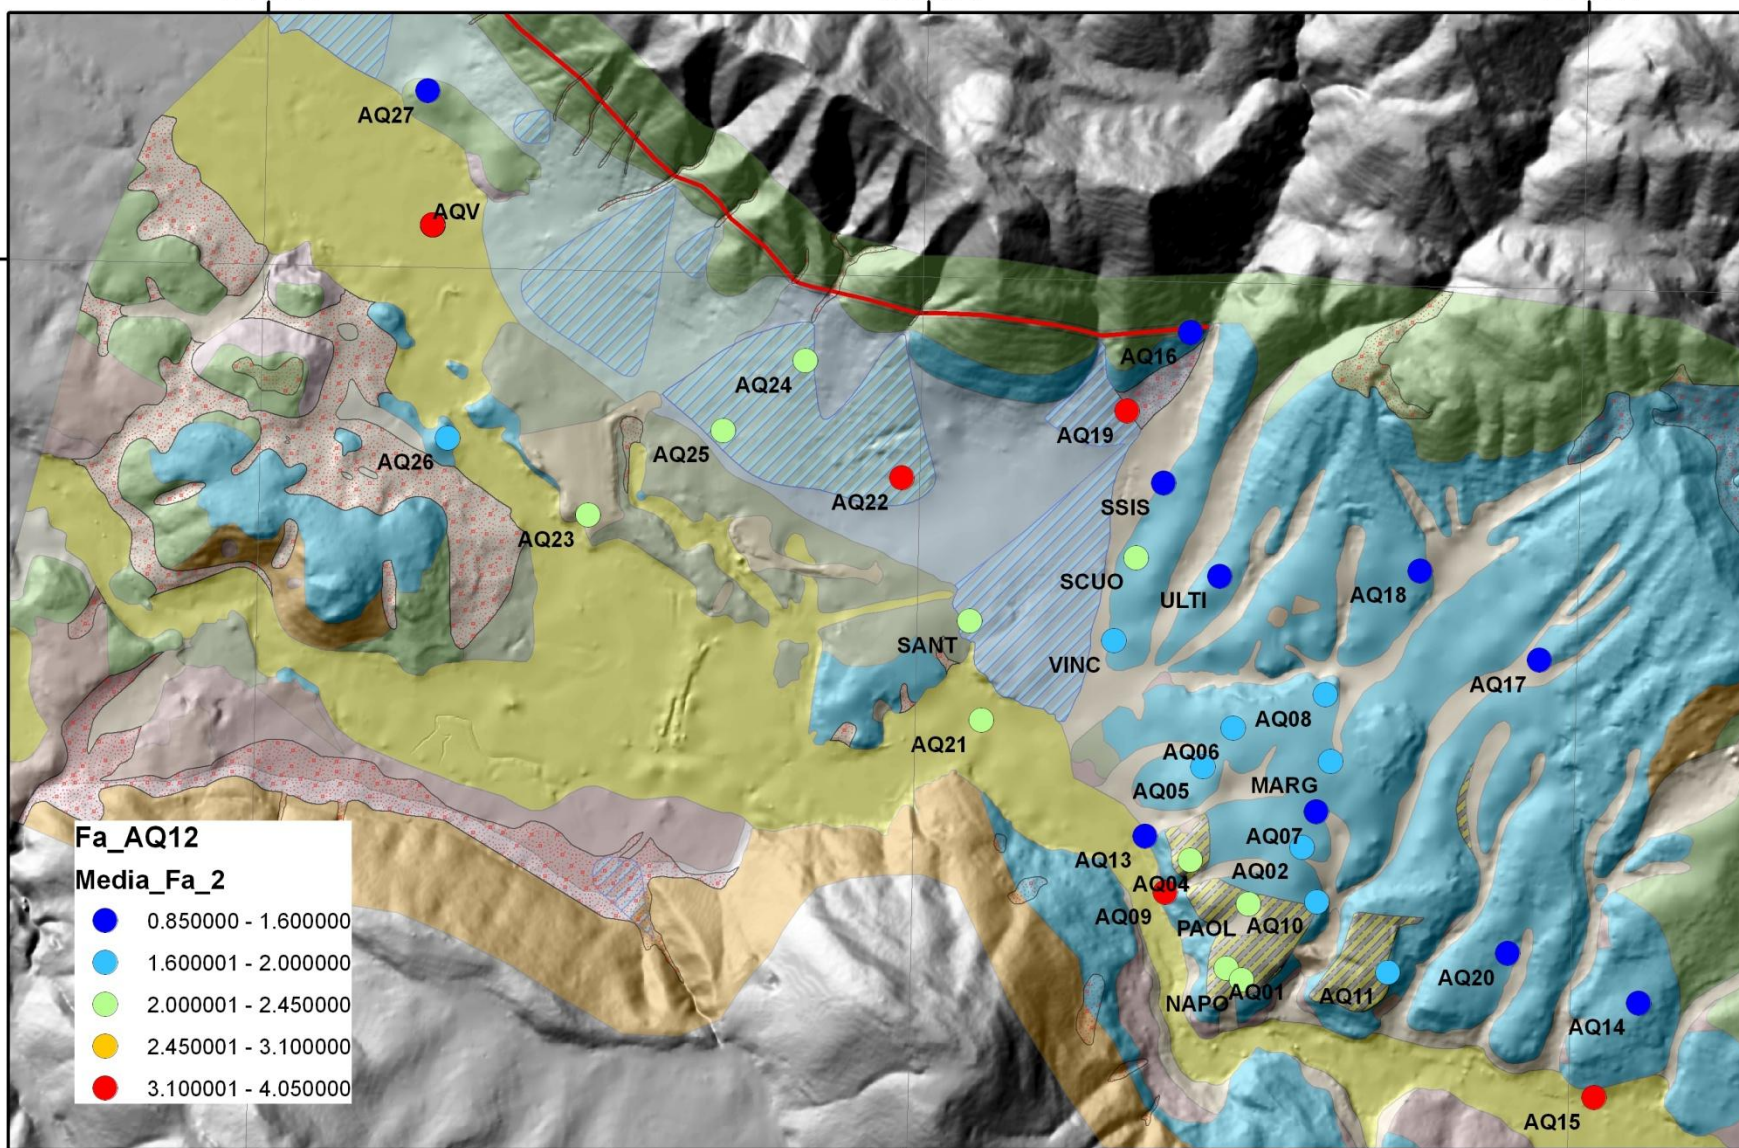 AQ27
AQV
AQ16
AQ24
AQ19
AQ25
AQ26
AQ22
SSIS
AQ23
SCUO
ULTI
AQ18
SANT
VINC
AQ17
AQ08
AQ21
AQ06
AQ05
MARG
Fa_AQ12
AQ07
AQ13
AQ02
Media_Fa_2
AQ04
AQ09
0.850000 - 1.600000
PAOL
AQ10
1.600001 - 2.000000
AQ20
AQ01
AQ11
NAPO
2.000001 - 2.450000
AQ14
2.450001 - 3.100000
3.100001 - 4.050000
AQ15